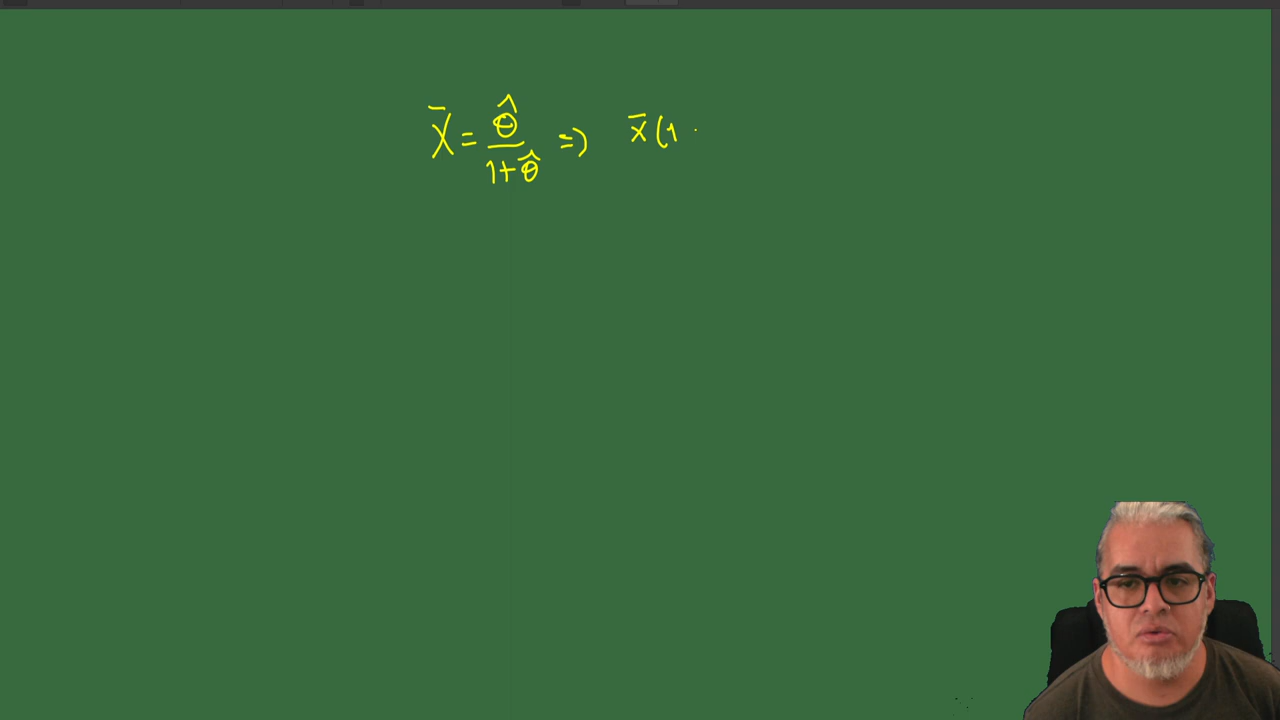 x̄ = θ̂/(1+θ̂) ⇒ x̄(1